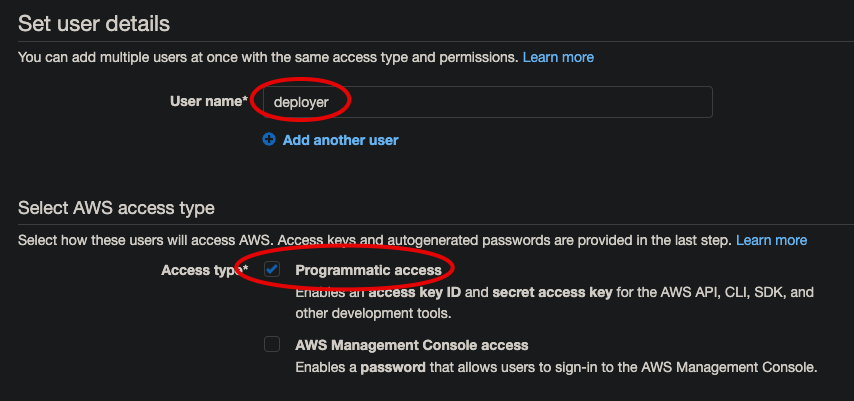 Set user details
You can add multiple users at once with the same access type and permissions. Learn more
User name* deployer
Add another user
Select AWS access type
Select how these users will access AWS. Access keys and autogenerated passwords are provided in the last step. Learn more
Access type* Programmatic access
Enables an access key ID and secret access key for the AWS API, CLI, SDK, and
other development tools.
AWS Management Console access
Enables a password that allows users to sign-in to the AWS Management Console.